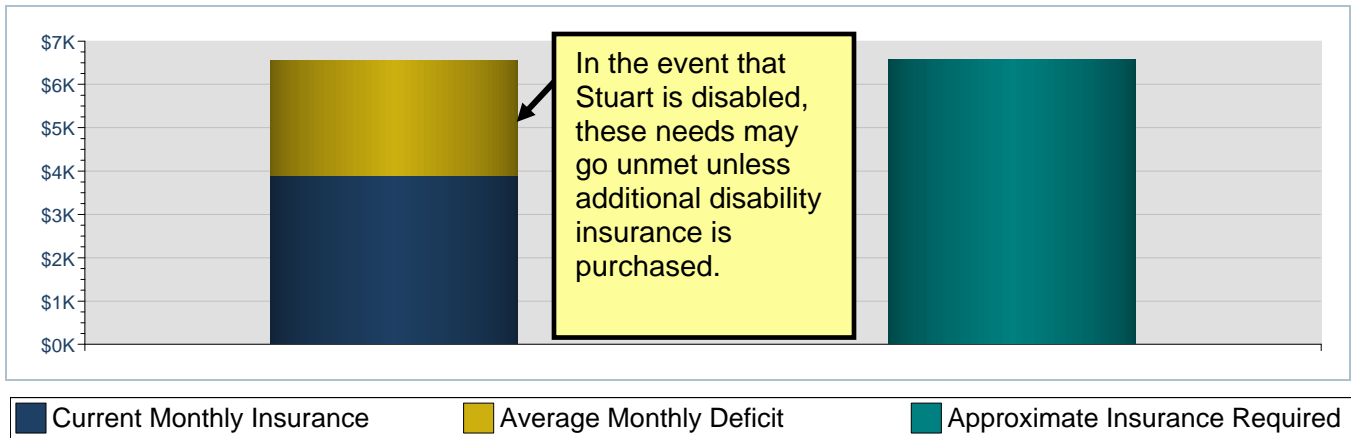 $7K
$6K
$5K
$4K
$3K
$2K
$1K
$0K
In the event that
Stuart is disabled,
these needs may
go unmet unless
additional disability
insurance is
purchased.
Current Monthly Insurance
Average Monthly Deficit
Approximate Insurance Required